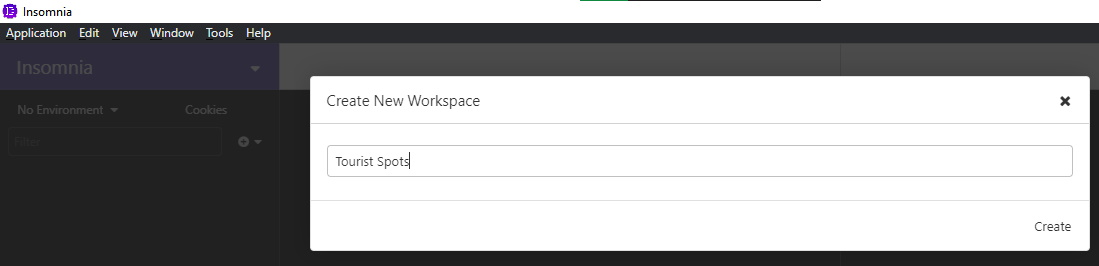 Insomnia
Application Edit View Window Tools Help
Insomnia
Create New Workspace
No Environment Cookies
Filter
Tourist Spots
Create